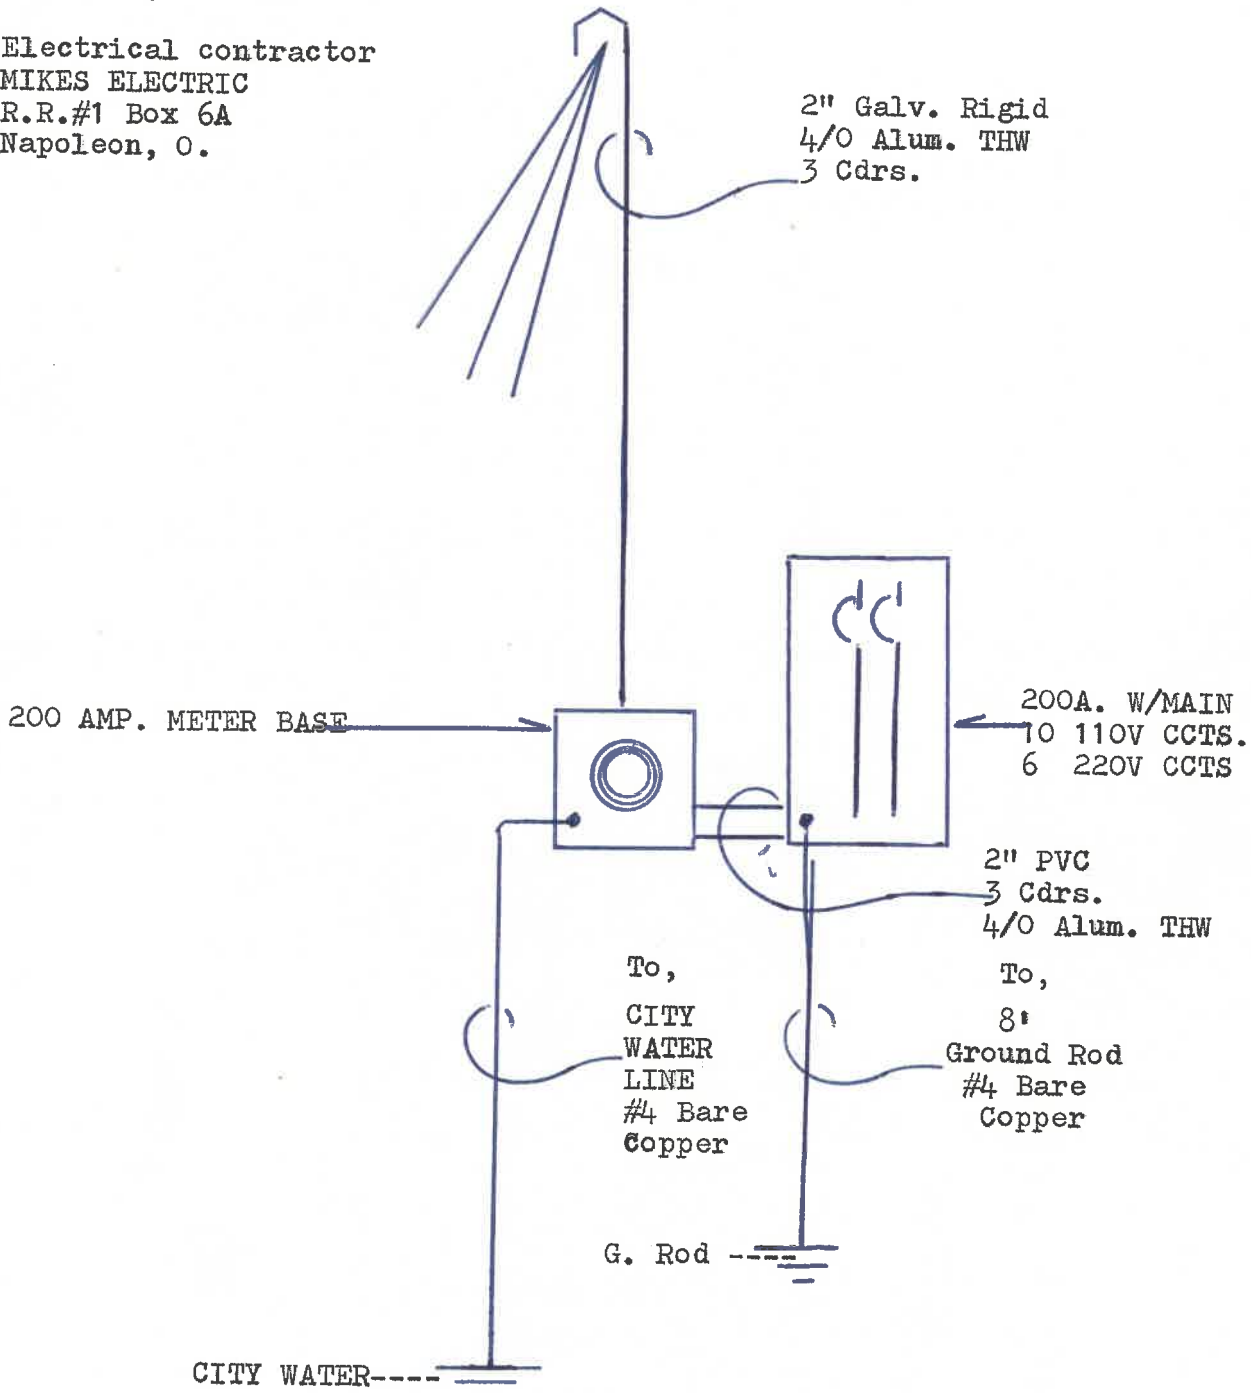 Electrical contractor
MIKES ELECTRIC
R.R.#1 Box 6A
Napoleon, O.
2" Galv. Rigid
4/0 Alum. THW
3 Cdrs.
200 AMP. METER BASE
200A. W/MAIN
10 110V CCTS.
6 220V CCTS
2" PVC
3 Cdrs.
4/0 Alum. THW
To,
CITY
WATER
LINE
#4 Bare
Copper
To,
8'
Ground Rod
#4 Bare
Copper
G. Rod ----
CITY WATER----